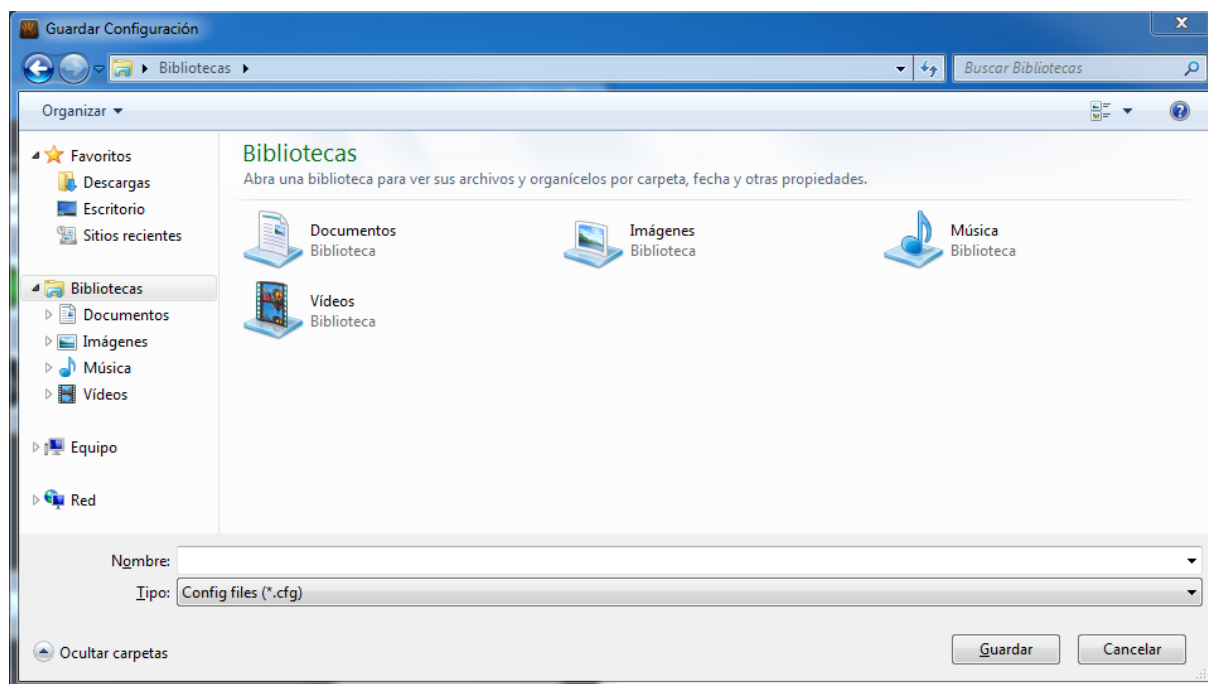 Guardar Configuración
Bibliotecas
Buscar Bibliotecas
Organizar
Favoritos
Descargas
Escritorio
Sitios recientes
Bibliotecas
Documentos
Imágenes
Música
Vídeos
Equipo
Red
Bibliotecas
Abra una biblioteca para ver sus archivos y organícelos por carpeta, fecha y otras propiedades.
Documentos
Biblioteca
Imágenes
Biblioteca
Música
Biblioteca
Vídeos
Biblioteca
Nombre:
Tipo: Config files (*.cfg)
Ocultar carpetas
Guardar
Cancelar